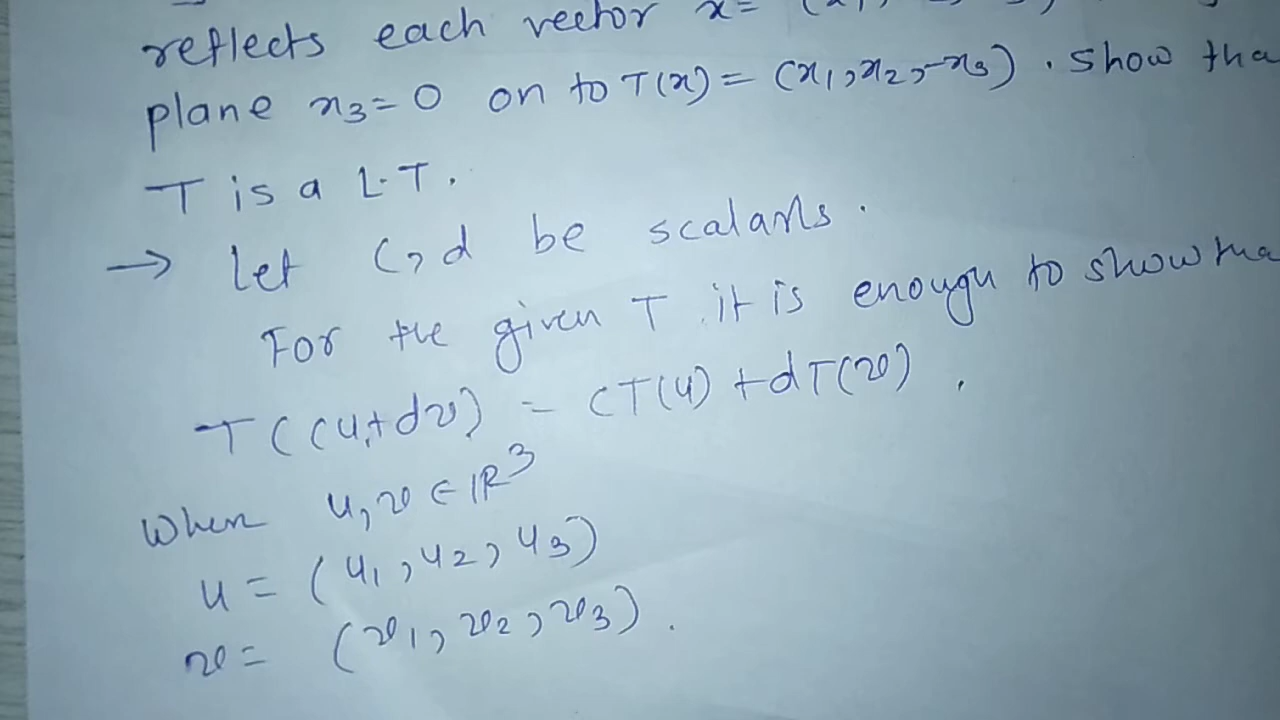 reflects each vector x =
plane x3=0 on to T(x) = (x1, x2, -x3). show tha
T is a L.T.
→ Let c, d be scalars.
For the given T it is enough to show tha
T(cu+dv) = cT(u) + dT(v).
When u, v ∈ ℝ³
u = (u1, u2, u3)
v = (v1, v2, v3).